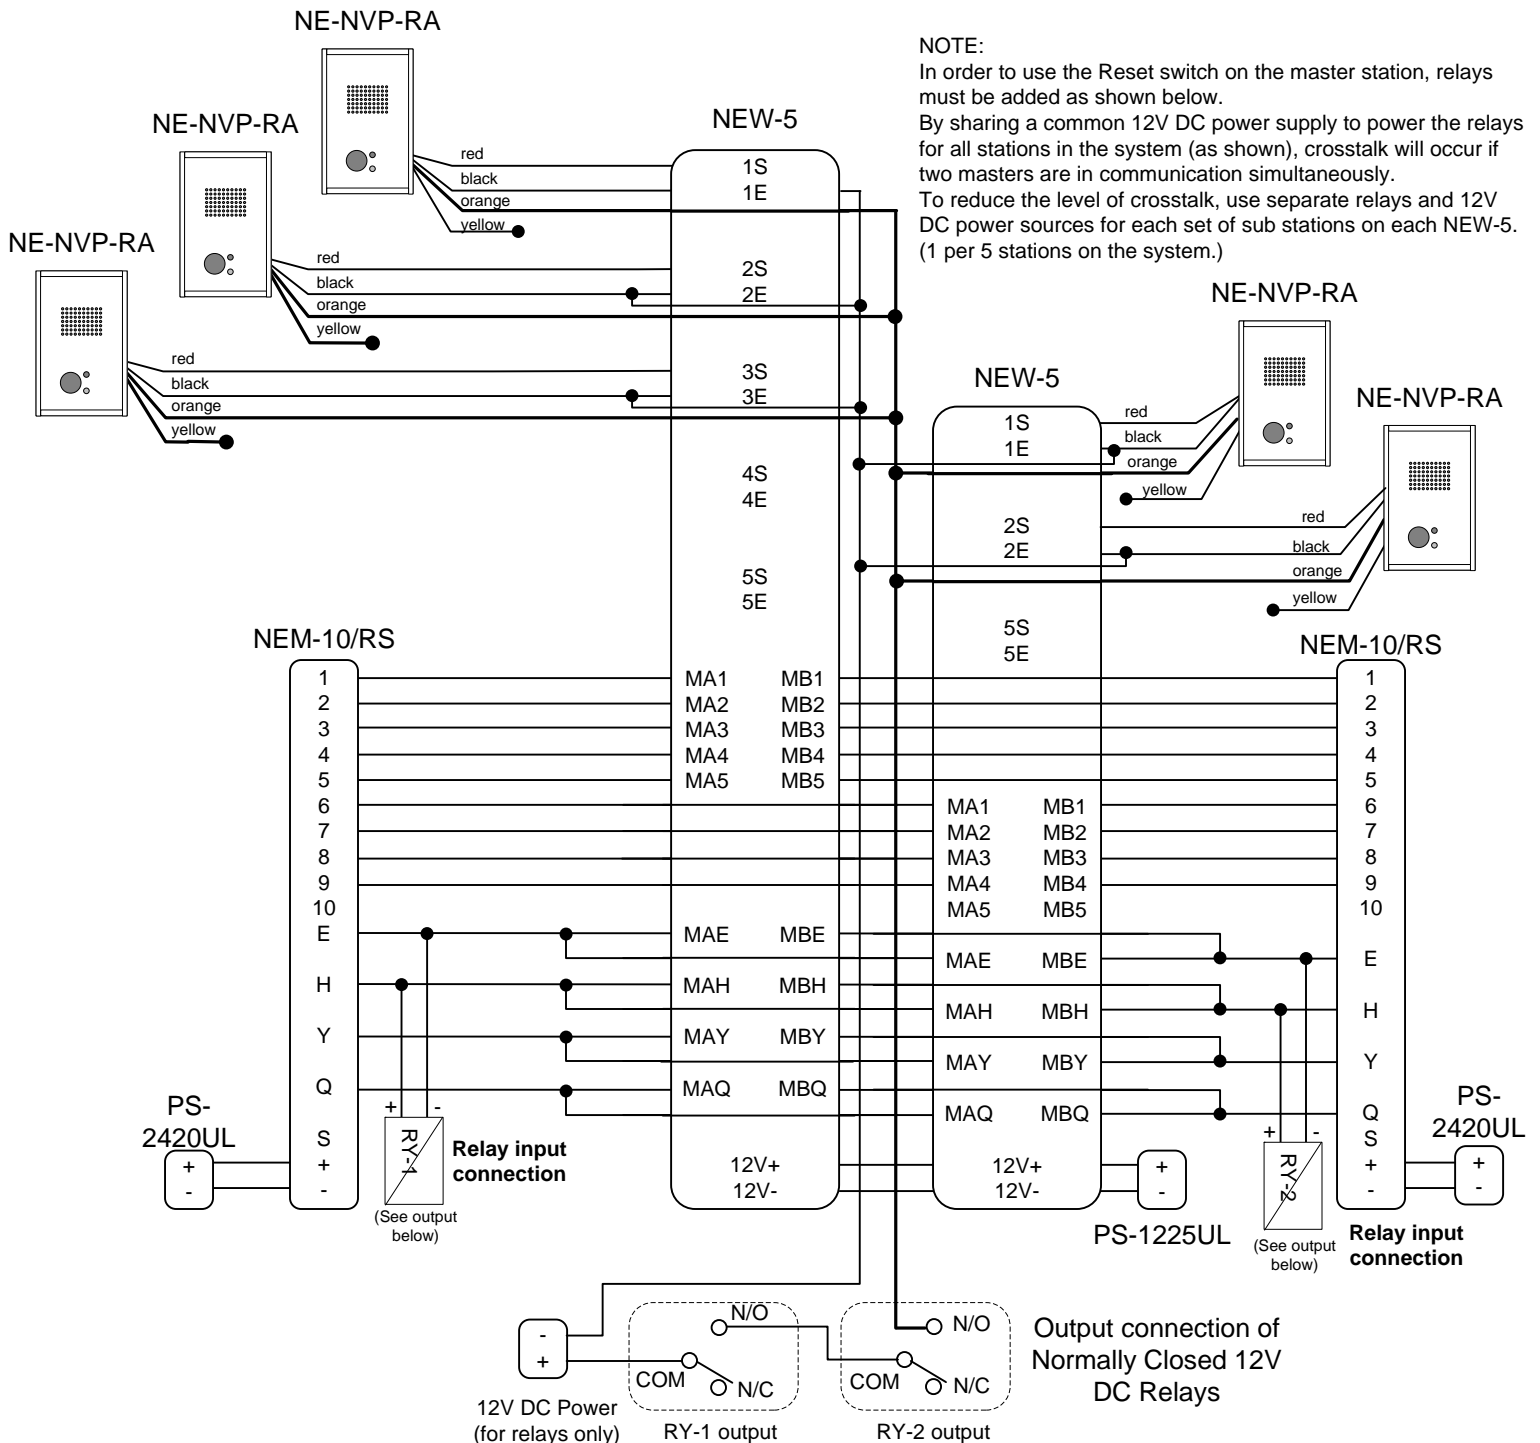 NE-NVP-RA
NOTE:
In order to use the Reset switch on the master station, relays
must be added as shown below.
By sharing a common 12V DC power supply to power the relays
for all stations in the system (as shown), crosstalk will occur if
two masters are in communication simultaneously.
To reduce the level of crosstalk, use separate relays and 12V
DC power sources for each set of sub stations on each NEW-5.
(1 per 5 stations on the system.)
NE-NVP-RA
NE-NVP-RA
NEW-5
red
black
orange
yellow
red
black
orange
yellow
red
black
orange
yellow
1S
1E
2S
2E
3S
3E
4S
4E
5S
5E
NE-NVP-RA
NE-NVP-RA
NEW-5
1S
1E
2S
2E
5S
5E
red
black
orange
yellow
red
black
orange
yellow
NEM-10/RS
1
2
3
4
5
6
7
8
9
10
E
H
Y
Q
S
+
-
MA1 MB1
MA2 MB2
MA3 MB3
MA4 MB4
MA5 MB5
MAE MBE
MAH MBH
MAY MBY
MAQ MBQ
12V+
12V-
MA1 MB1
MA2 MB2
MA3 MB3
MA4 MB4
MA5 MB5
MAE MBE
MAH MBH
MAY MBY
MAQ MBQ
12V+
12V-
NEM-10/RS
1
2
3
4
5
6
7
8
9
10
E
H
Y
Q
S
+
-
PS-
2420UL
+
-
+ -
RY-1
Relay input
connection
(See output
below)
+
-
PS-1225UL
+ -
RY-2
(See output
below)
Relay input
connection
PS-
2420UL
+
-
-
+
12V DC Power
(for relays only)
N/O
COM
N/C
RY-1 output
N/O
COM
N/C
RY-2 output
Output connection of
Normally Closed 12V
DC Relays